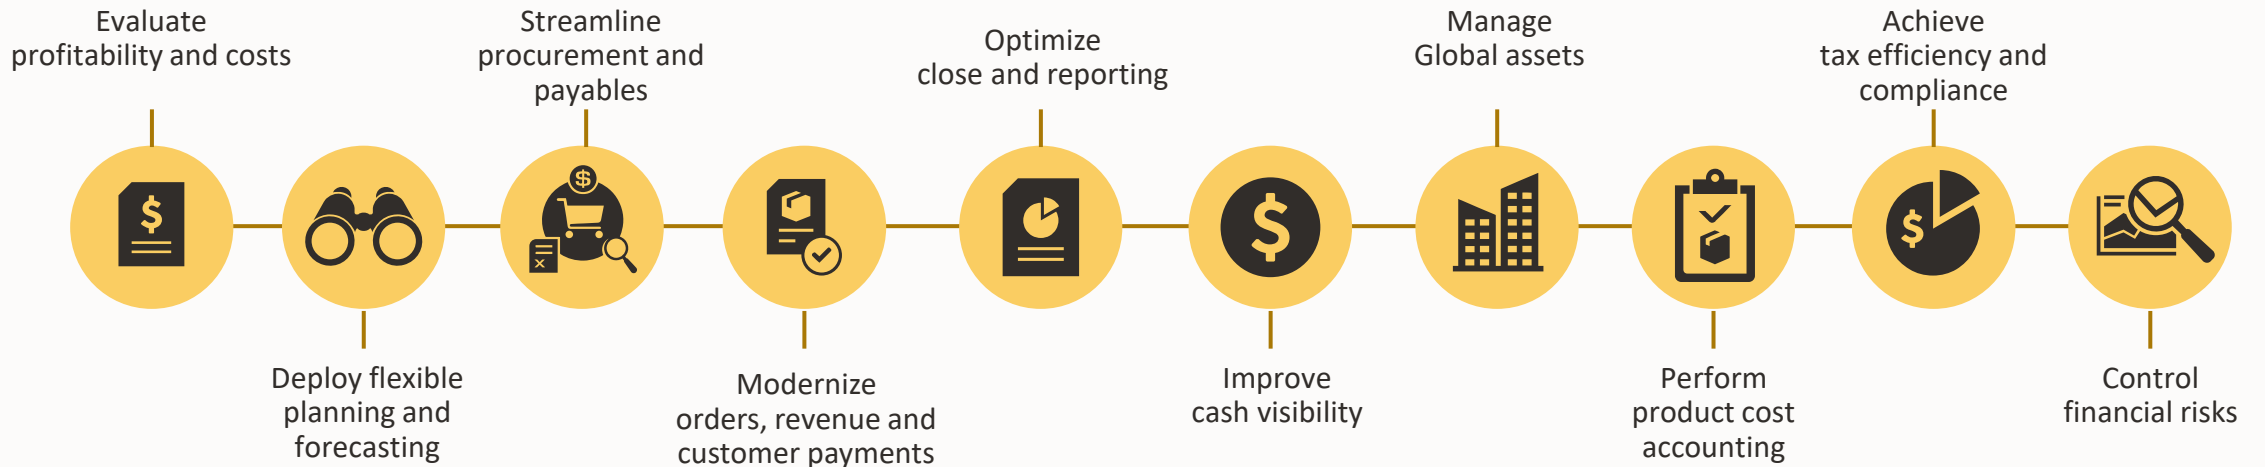 Evaluate
profitability and costs
Deploy flexible
planning and
forecasting
Streamline
procurement and
payables
Modernize
orders, revenue and
customer payments
Optimize
close and reporting
Improve
cash visibility
Manage
Global assets
Perform
product cost
accounting
Achieve
tax efficiency and
compliance
Control
financial risks